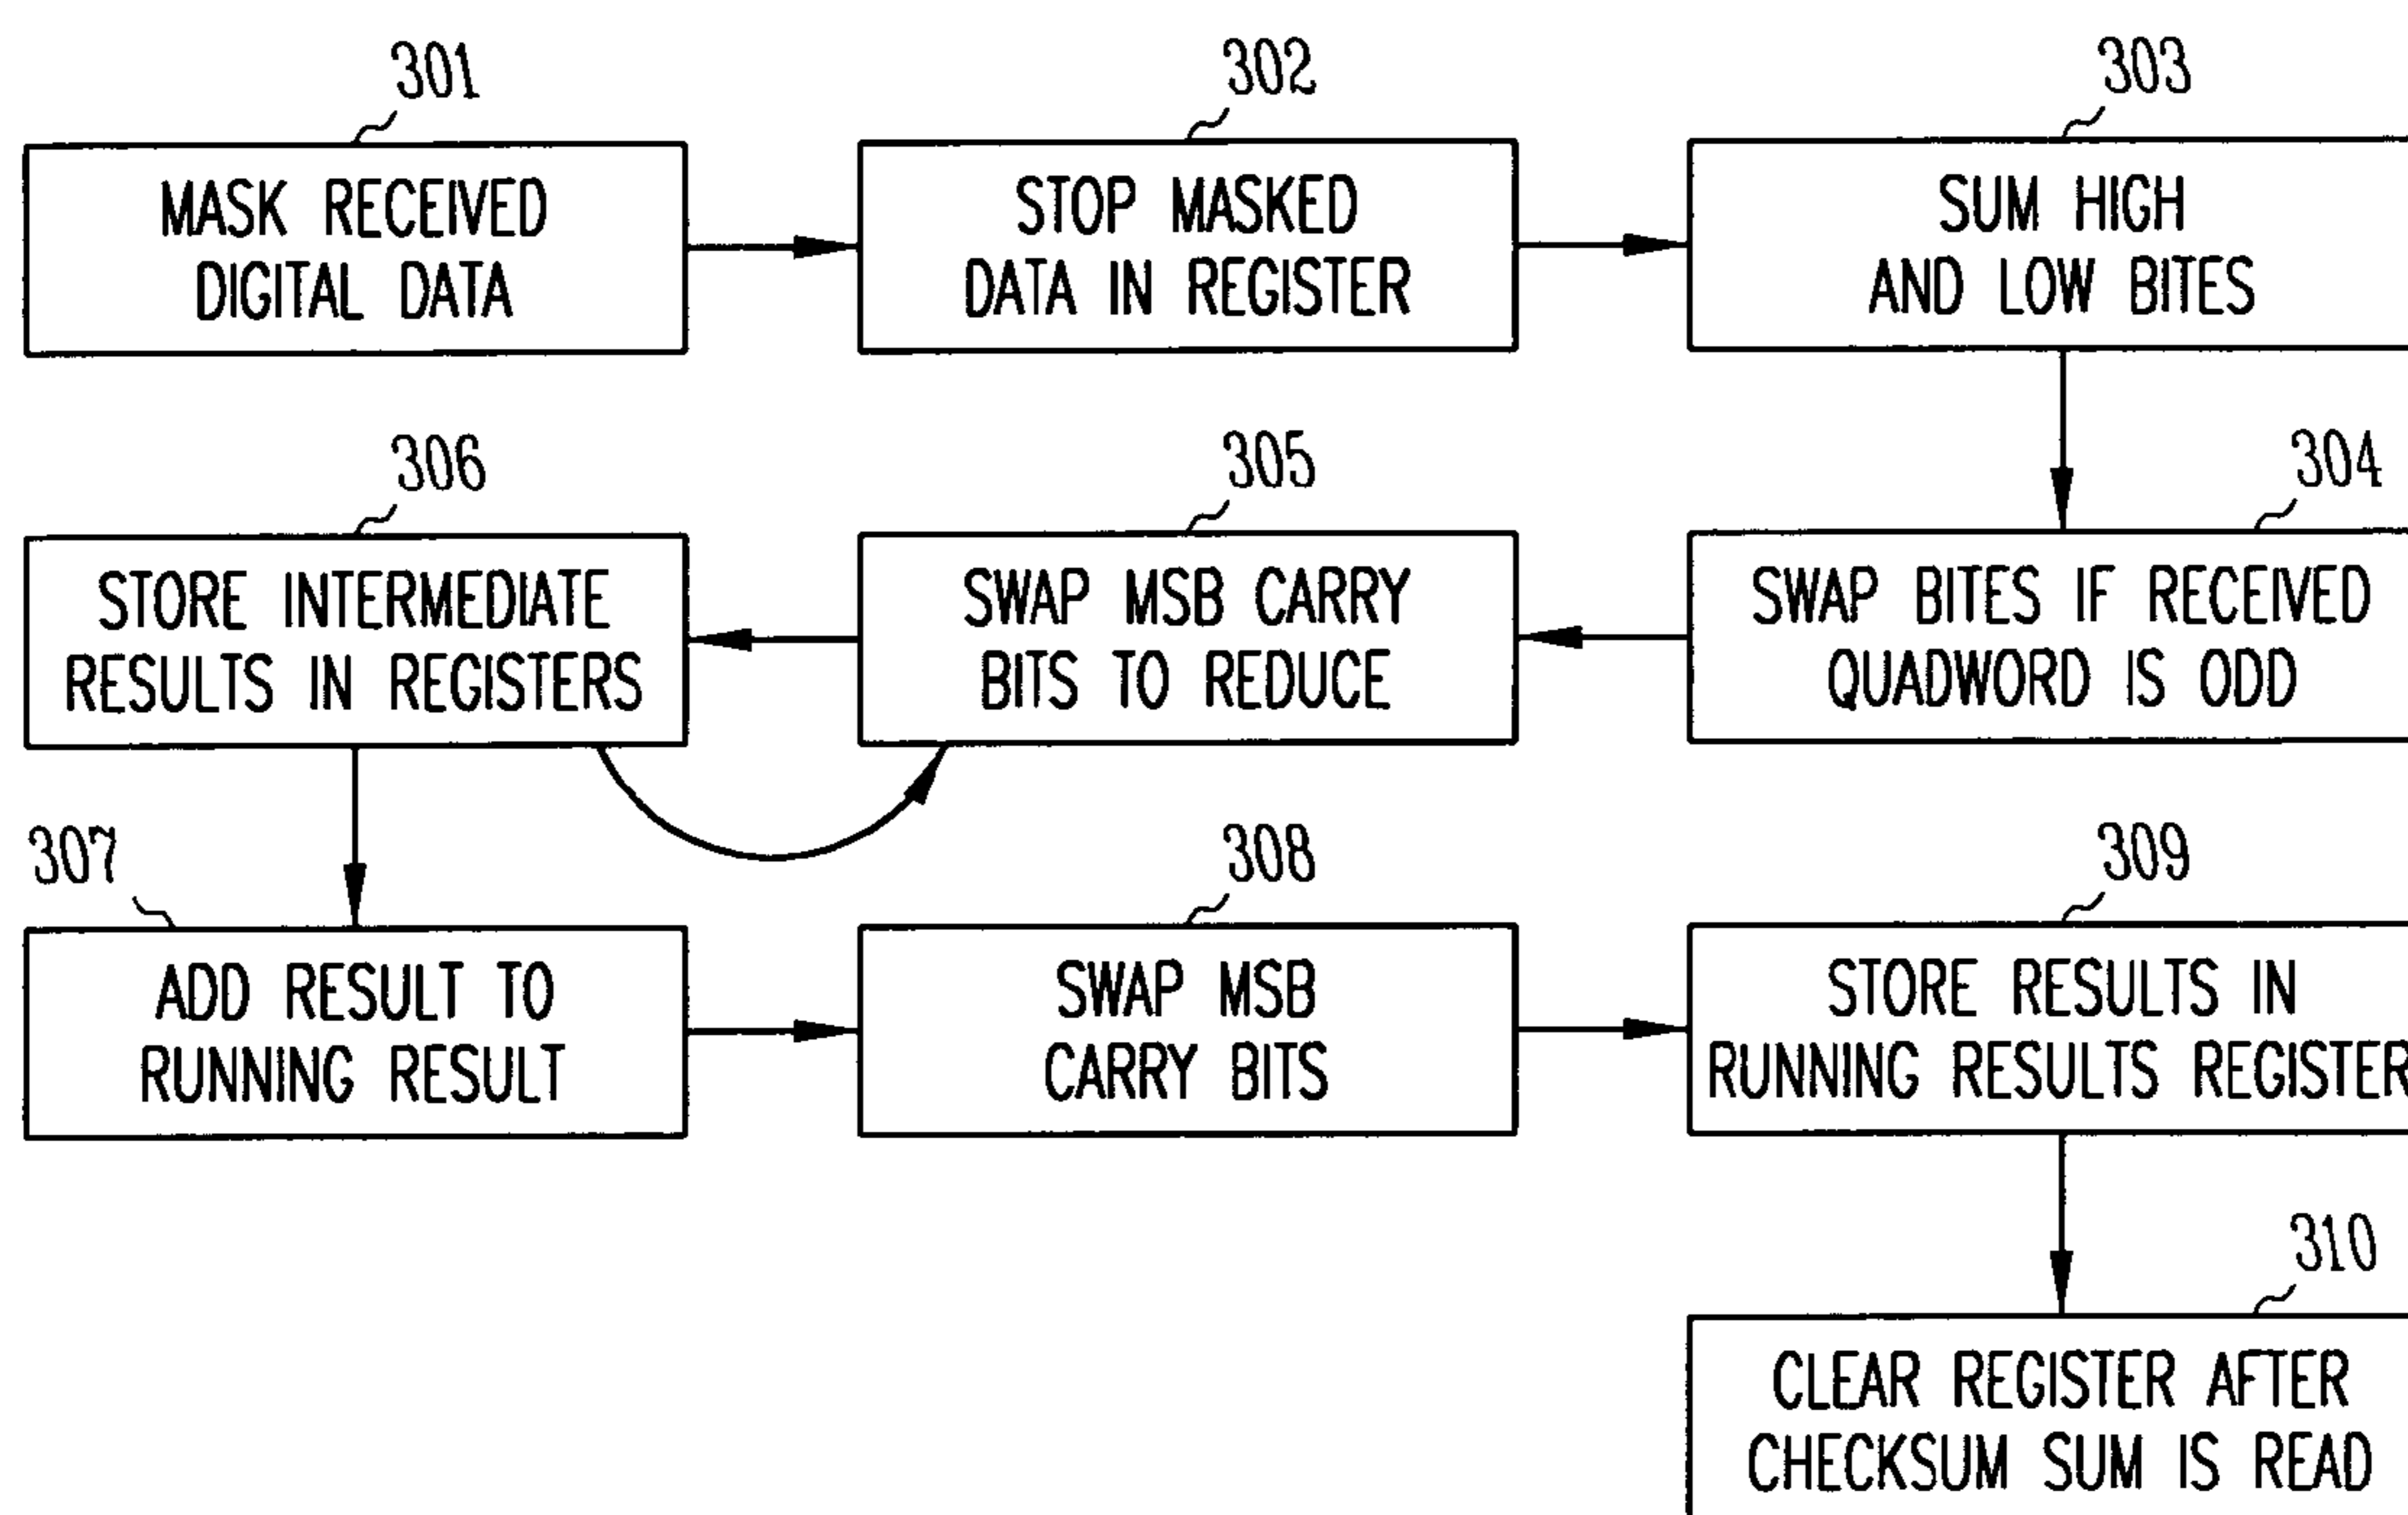 301
MASK RECEIVED
DIGITAL DATA
302
STOP MASKED
DATA IN REGISTER
303
SUM HIGH
AND LOW BITES
304
SWAP BITES IF RECEIVED
QUADWORD IS ODD
305
SWAP MSB CARRY
BITS TO REDUCE
306
STORE INTERMEDIATE
RESULTS IN REGISTERS
307
ADD RESULT TO
RUNNING RESULT
308
SWAP MSB
CARRY BITS
309
STORE RESULTS IN
RUNNING RESULTS REGISTER
310
CLEAR REGISTER AFTER
CHECKSUM SUM IS READ